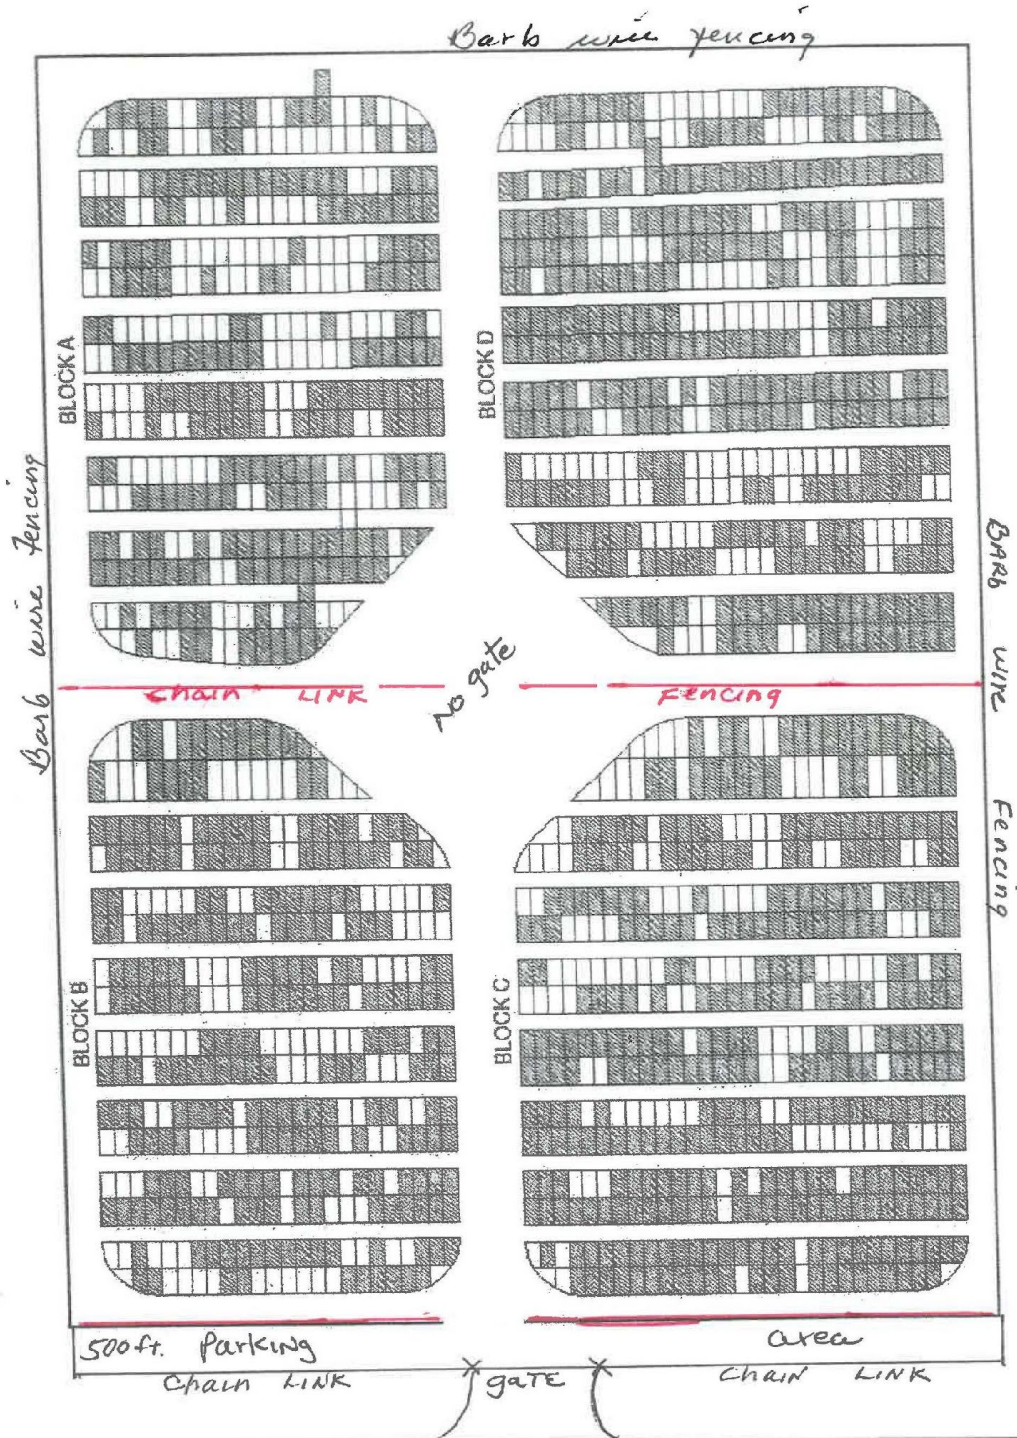 Barb wire fencing
BLOCK A
BLOCK D
Barb wire fencing
BARb wire Fencing
No gate
Chain LINK Fencing
BLOCK B
BLOCK C
500ft. Parking area
Chain LINK gATE ChAIN LINK